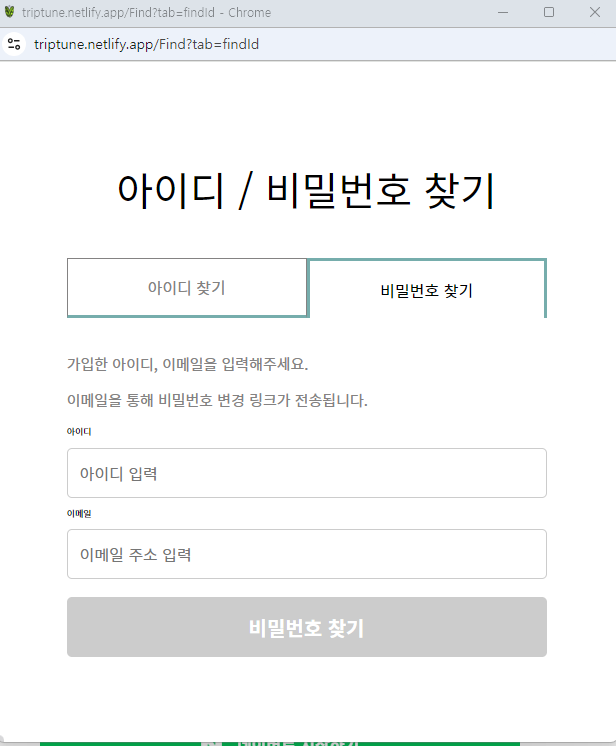 triptune.netlify.app/Find?tab=findId - Chrome
triptune.netlify.app/Find?tab=findId
아이디 / 비밀번호 찾기
아이디 찾기
비밀번호 찾기
가입한 아이디, 이메일을 입력해주세요.
이메일을 통해 비밀번호 변경 링크가 전송됩니다.
아이디
아이디 입력
이메일
이메일 주소 입력
비밀번호 찾기